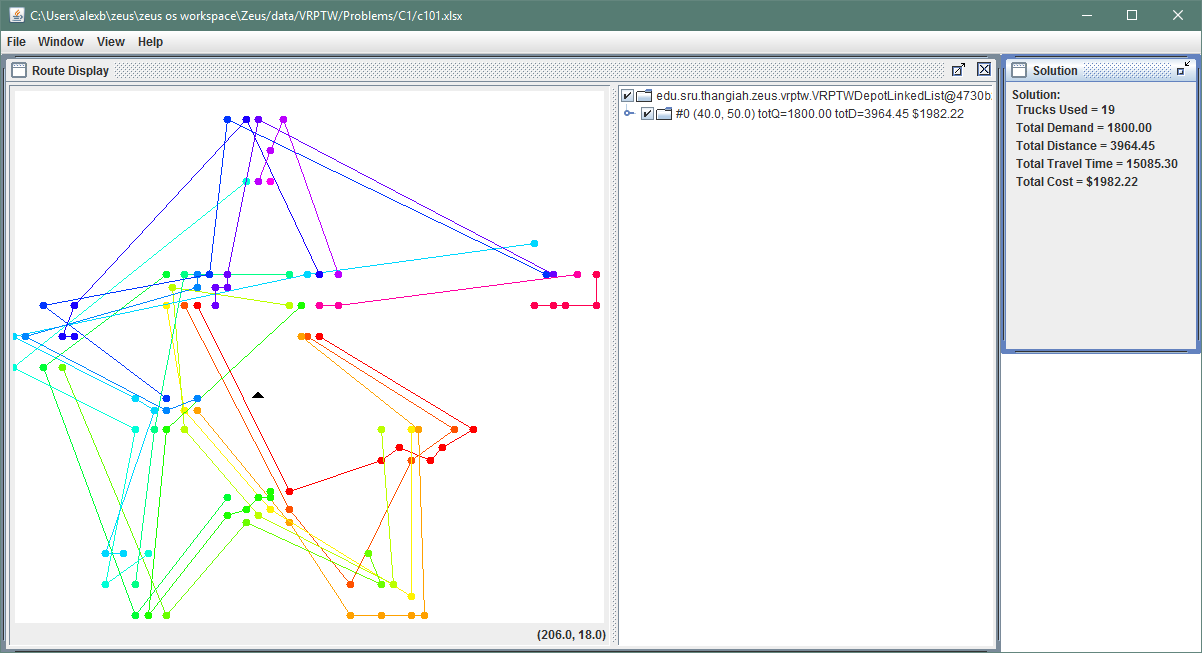 C:\Users\alexb\zeus\zeus os workspace\Zeus/data/VRPTW/Problems/C1/c101.xlsx
File Window View Help
Route Display
(206.0, 18.0)
edu.sru.thangiah.zeus.vrptw.VRPTWDepotLinkedList@4730b
#0 (40.0, 50.0) totQ=1800.00 totD=3964.45 $1982.22
Solution
Solution:
Trucks Used = 19
Total Demand = 1800.00
Total Distance = 3964.45
Total Travel Time = 15085.30
Total Cost = $1982.22